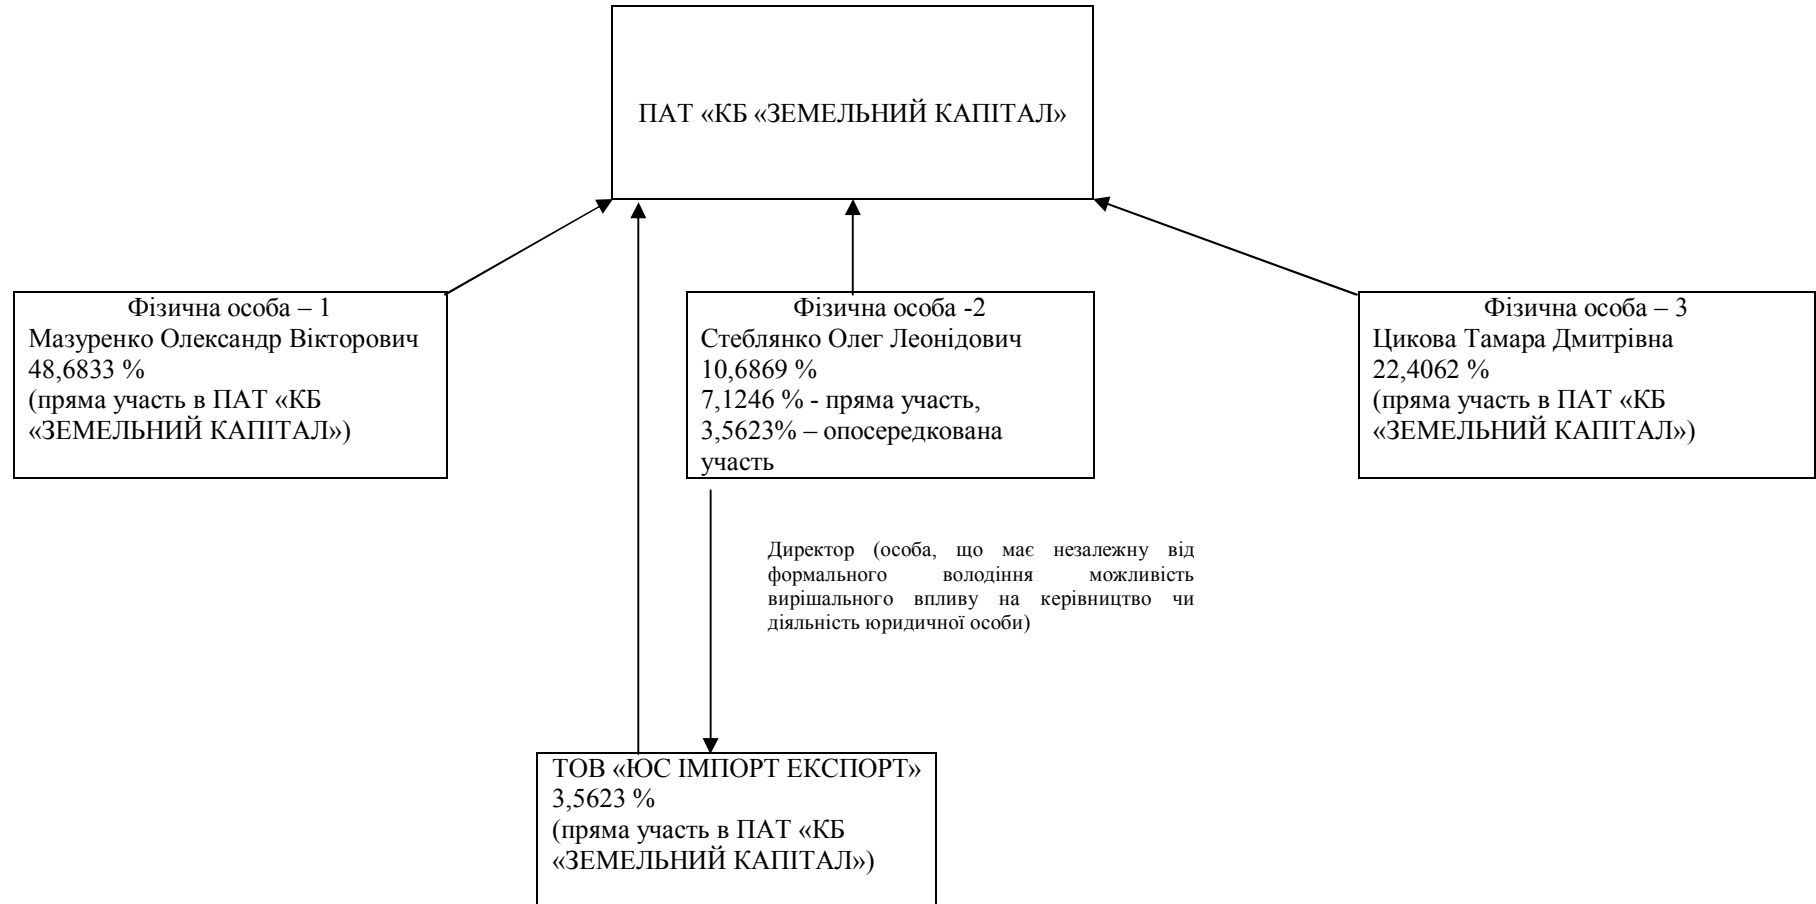 ПАТ «КБ «ЗЕМЕЛЬНИЙ КАПІТАЛ»
Фізична особа – 1
Мазуренко Олександр Вікторович
48,6833 %
(пряма участь в ПАТ «КБ
«ЗЕМЕЛЬНИЙ КАПІТАЛ»)
Фізична особа -2
Стеблянко Олег Леонідович
10,6869 %
7,1246 % - пряма участь,
3,5623% – опосередкована
участь
Фізична особа – 3
Цикова Тамара Дмитрівна
22,4062 %
(пряма участь в ПАТ «КБ
«ЗЕМЕЛЬНИЙ КАПІТАЛ»)
Директор (особа, що має незалежну від
формального володіння можливість
вирішального впливу на керівництво чи
діяльність юридичної особи)
ТОВ «ЮС ІМПОРТ ЕКСПОРТ»
3,5623 %
(пряма участь в ПАТ «КБ
«ЗЕМЕЛЬНИЙ КАПІТАЛ»)